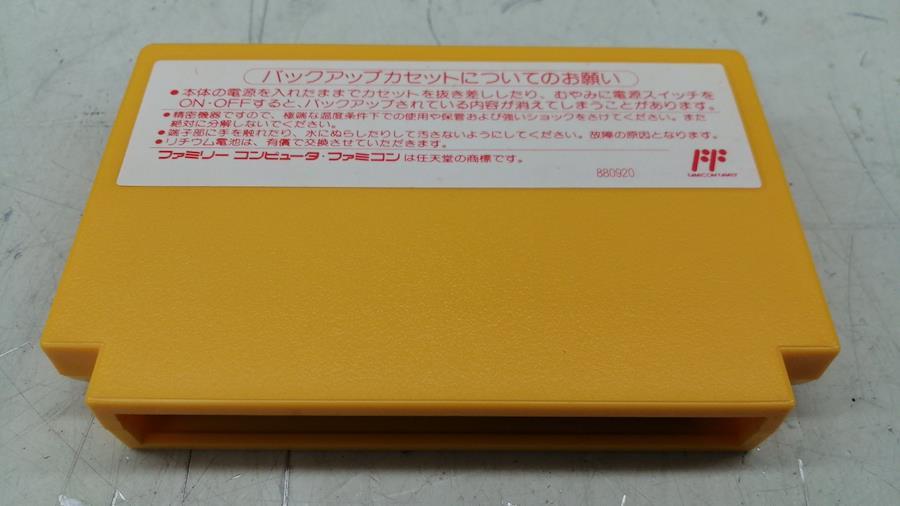 バックアップカセットについてのお願い
●本体の電源を入れたままでカセットを抜き差ししたり、むやみに電源スイッチを
ON・OFFすると、バックアップされている内容が消えてしまうことがあります。
●精密機器ですので、極端な温度条件下での使用や保管および強いショックをさけてください。また
絶対に分解しないでください。
●端子部に手を触れたり、水にぬらしたりして汚さないようにしてください。故障の原因となります。
●リチウム電池は、有償で交換させていただきます。
ファミリー コンピュータ・ファミコン は任天堂の商標です。
880920
FAMICOM FAMILY